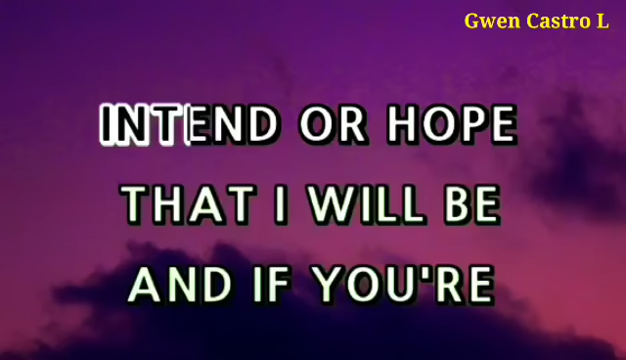 Gwen Castro L
INTEND OR HOPE
THAT I WILL BE
AND IF YOU'RE